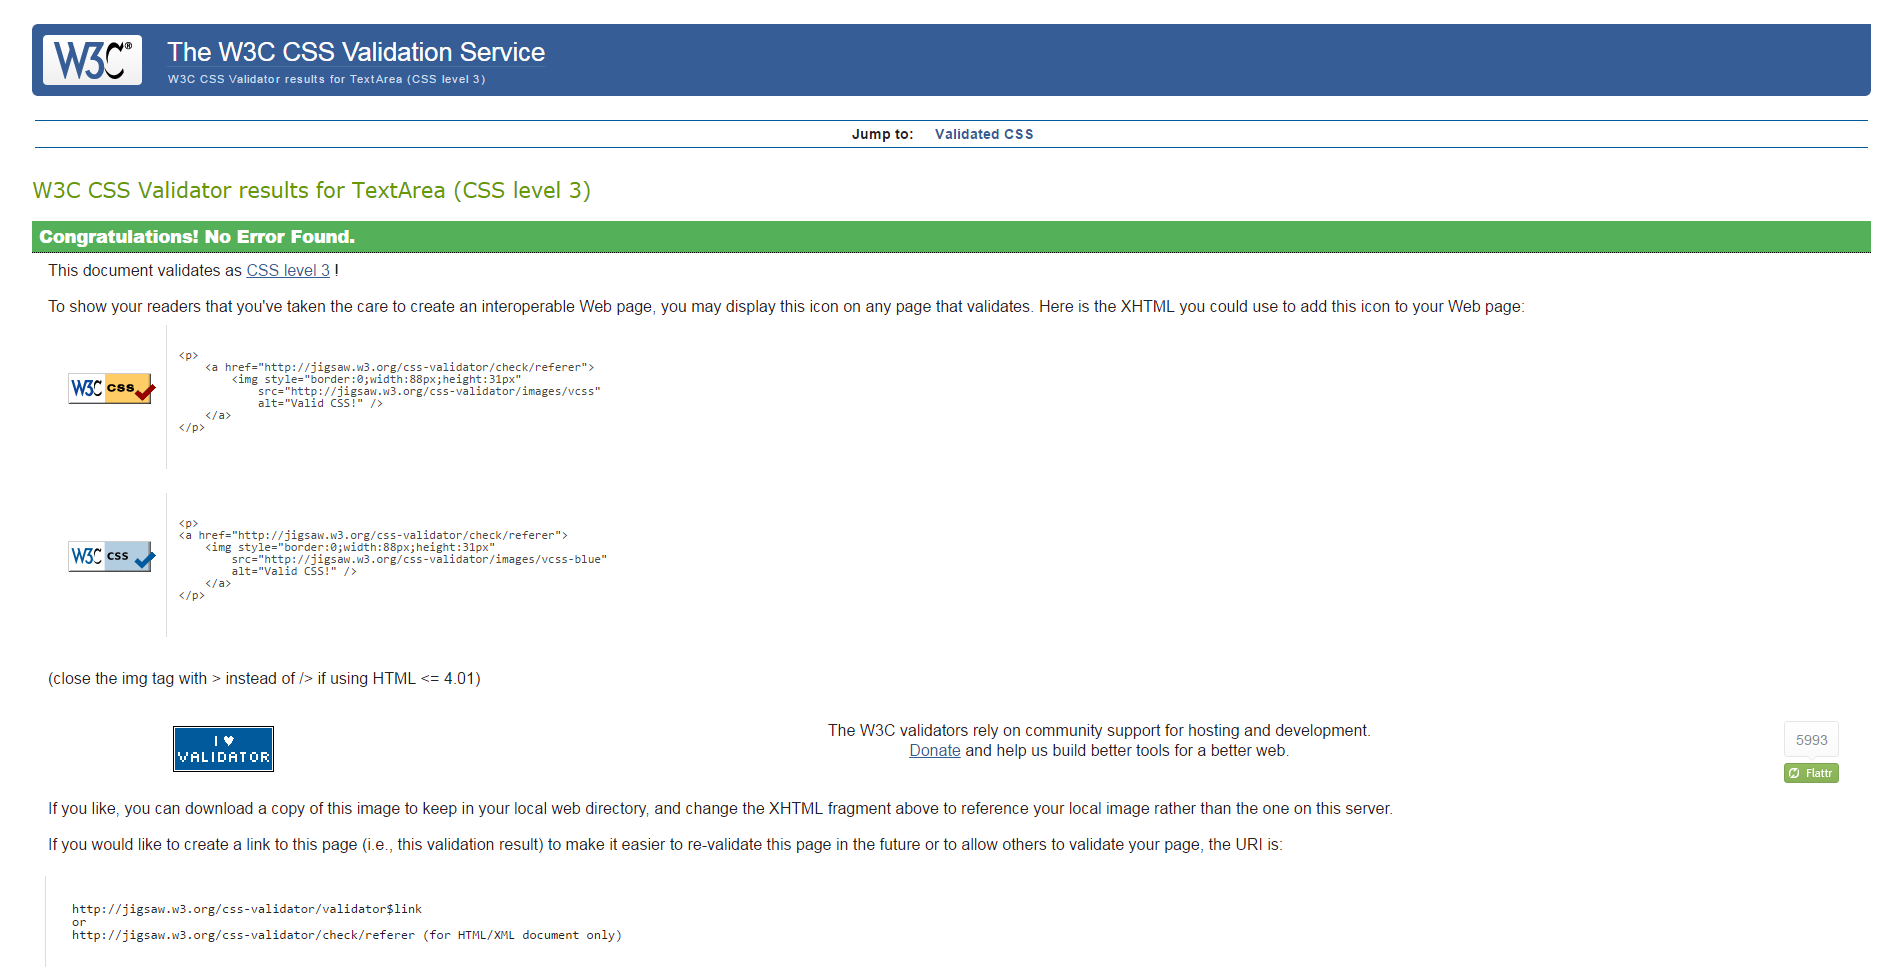 W3C®
The W3C CSS Validation Service
W3C CSS Validator results for TextArea (CSS level 3)
Jump to: Validated CSS
W3C CSS Validator results for TextArea (CSS level 3)
Congratulations! No Error Found.
This document validates as CSS level 3 !
To show your readers that you've taken the care to create an interoperable Web page, you may display this icon on any page that validates. Here is the XHTML you could use to add this icon to your Web page:
W3C css
<p>
    <a href="http://jigsaw.w3.org/css-validator/check/referer">
        <img style="border:0;width:88px;height:31px"
            src="http://jigsaw.w3.org/css-validator/images/vcss"
            alt="Valid CSS!" />
    </a>
</p>
W3C css
<p>
<a href="http://jigsaw.w3.org/css-validator/check/referer">
    <img style="border:0;width:88px;height:31px"
        src="http://jigsaw.w3.org/css-validator/images/vcss-blue"
        alt="Valid CSS!" />
    </a>
</p>
(close the img tag with > instead of /> if using HTML <= 4.01)
I ♥
VALIDATOR
The W3C validators rely on community support for hosting and development.
Donate and help us build better tools for a better web.
5993
Flattr
If you like, you can download a copy of this image to keep in your local web directory, and change the XHTML fragment above to reference your local image rather than the one on this server.
If you would like to create a link to this page (i.e., this validation result) to make it easier to re-validate this page in the future or to allow others to validate your page, the URI is:
http://jigsaw.w3.org/css-validator/validator$link
or
http://jigsaw.w3.org/css-validator/check/referer (for HTML/XML document only)